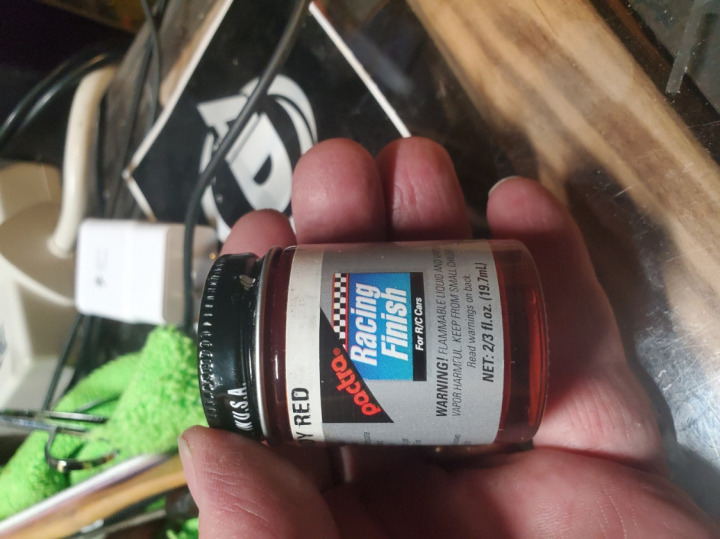 Y RED
pactra®
Racing
Finish
For R/C Cars
WARNING! FLAMMABLE LIQUID AND
VAPOR HARMFUL. KEEP FROM SMALL
Read warnings on back.
NET: 2/3 fl.oz. (19.7mL)
U.S.A.